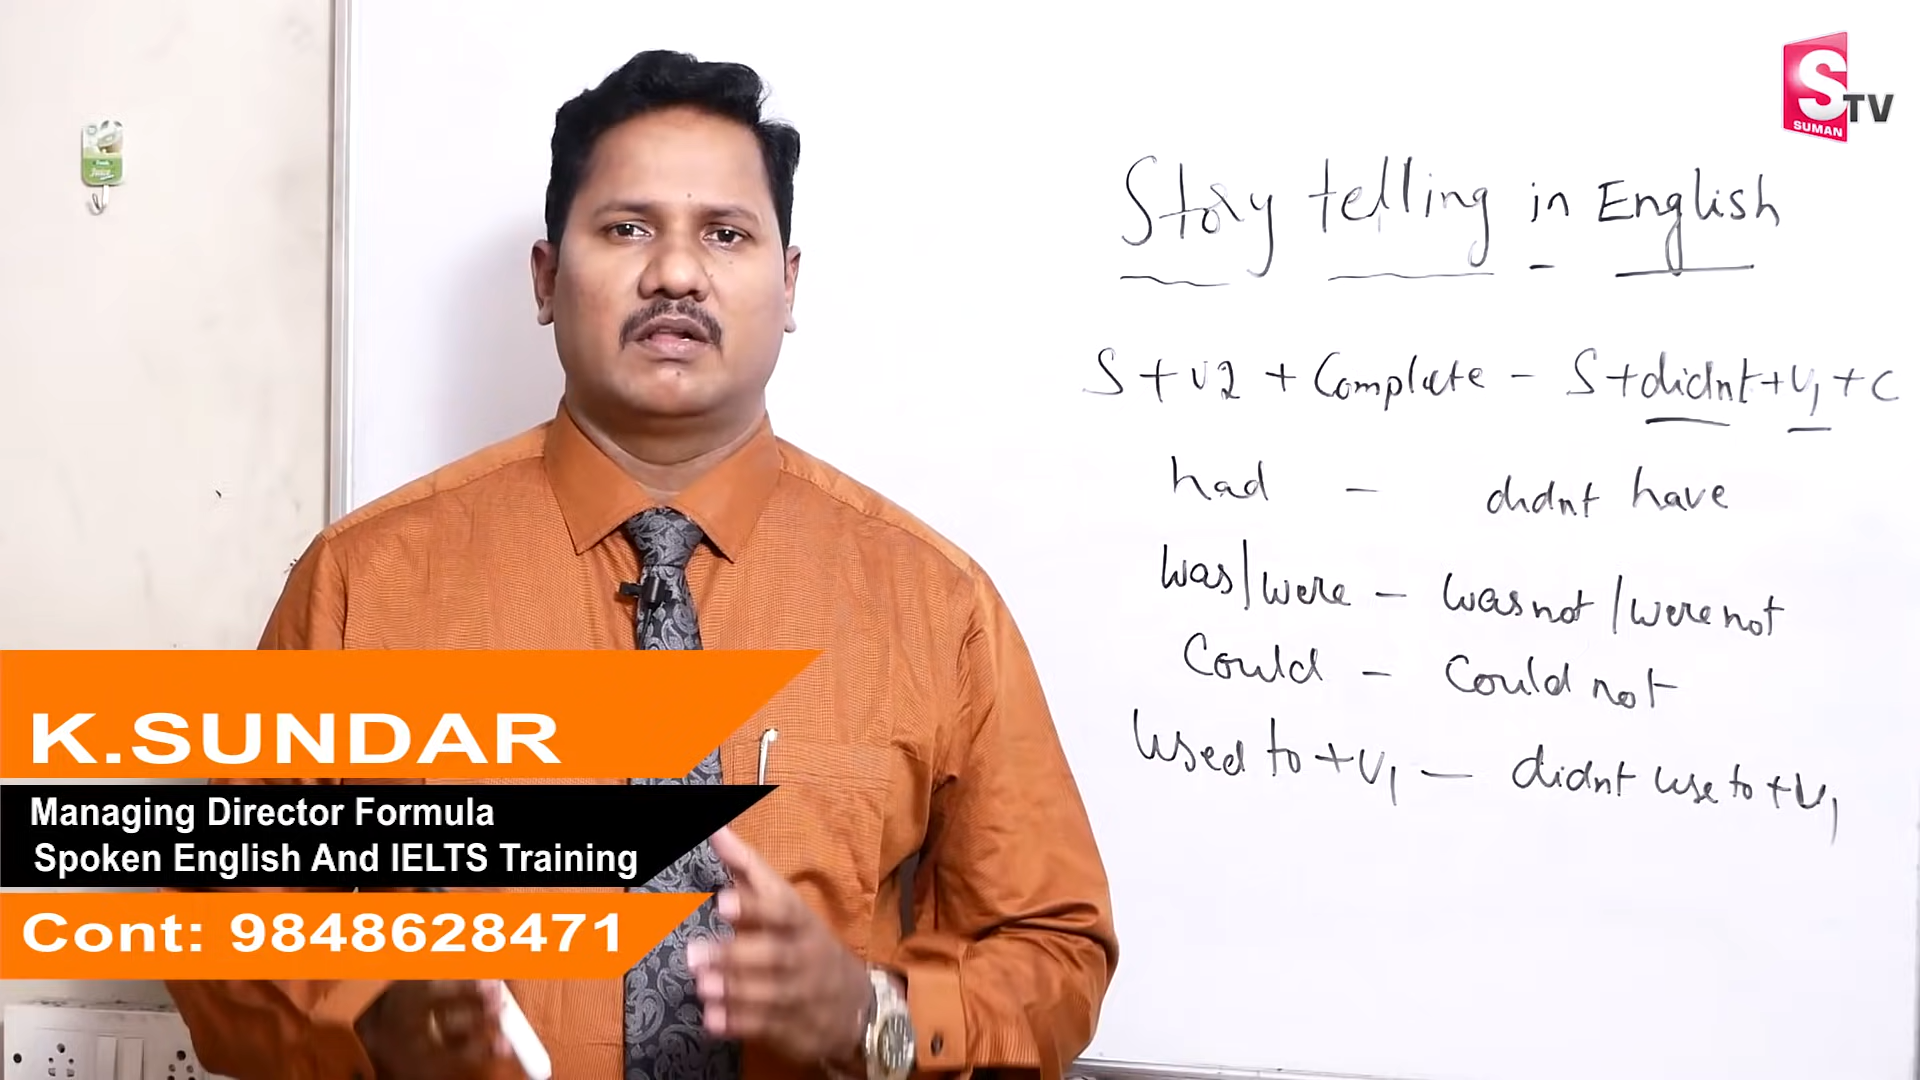 S
TV
SUMAN
Story telling in English
S + V2 + Complate - S + didnt + V1 + C
had - didnt have
was/were - was not / were not
Could - Could not
Used to + V1 - didnt use to + V1
K.SUNDAR
Managing Director Formula
Spoken English And IELTS Training
Cont: 9848628471